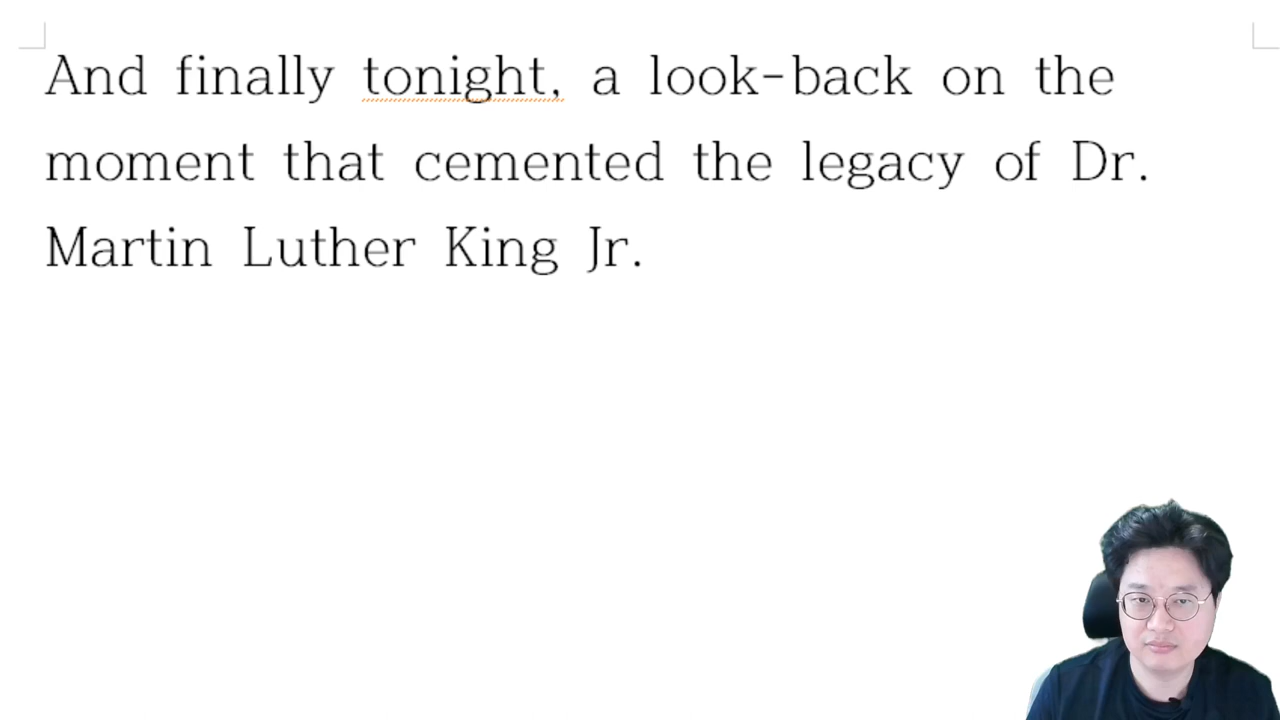 And finally tonight, a look-back on the
moment that cemented the legacy of Dr.
Martin Luther King Jr.